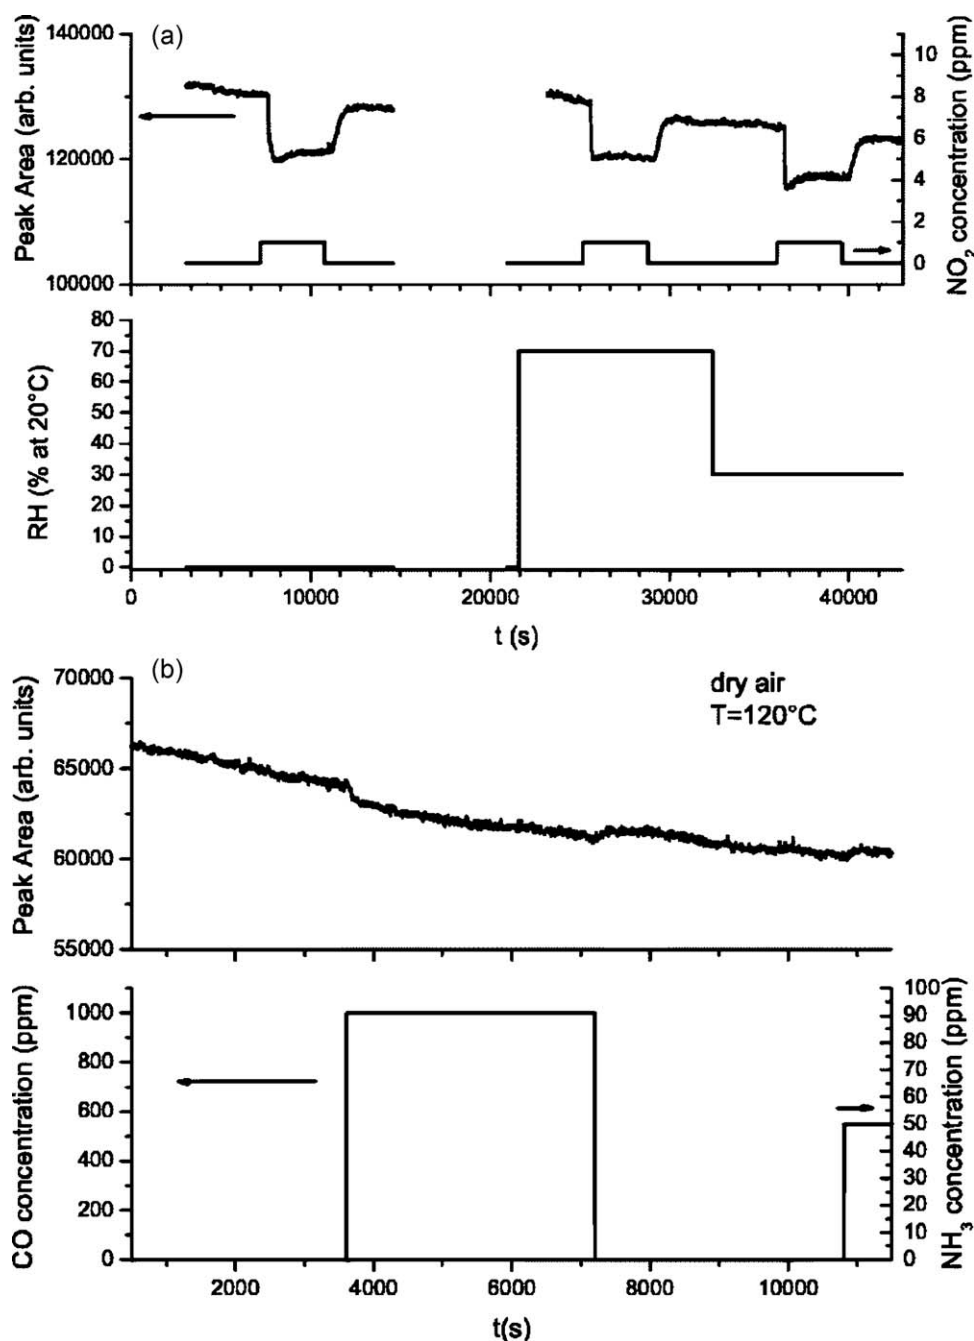 (a)
Peak Area (arb. units)
140000
130000
120000
110000
100000
NO2 concentration (ppm)
10
8
6
4
2
0
RH (% at 20°C)
80
70
60
50
40
30
20
10
0
0 10000 20000 30000 40000
t (s)
(b)
dry air
T=120°C
Peak Area (arb. units)
70000
65000
60000
55000
CO concentration (ppm)
1000
800
600
400
200
0
NH3 concentration (ppm)
100
90
80
70
60
50
40
30
20
10
0
2000 4000 6000 8000 10000
t(s)